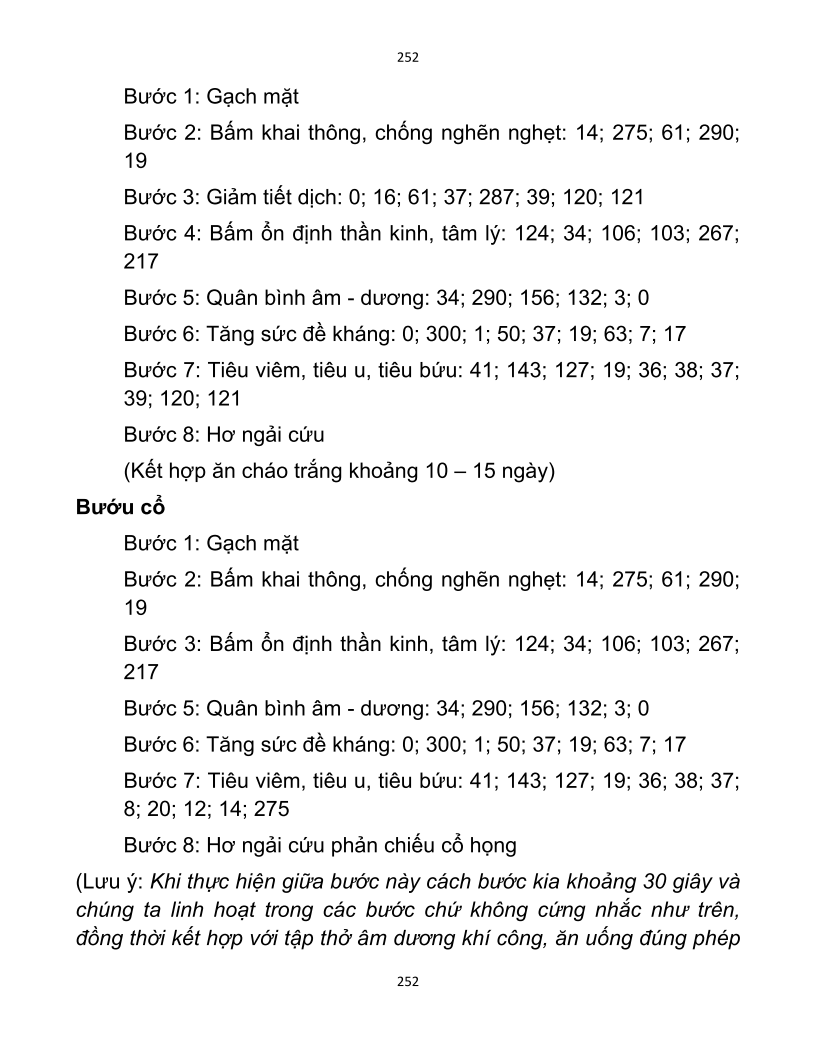 252
Bước 1: Gạch mặt
Bước 2: Bấm khai thông, chống nghẽn nghẹt: 14; 275; 61; 290;
19
Bước 3: Giảm tiết dịch: 0; 16; 61; 37; 287; 39; 120; 121
Bước 4: Bấm ổn định thần kinh, tâm lý: 124; 34; 106; 103; 267;
217
Bước 5: Quân bình âm - dương: 34; 290; 156; 132; 3; 0
Bước 6: Tăng sức đề kháng: 0; 300; 1; 50; 37; 19; 63; 7; 17
Bước 7: Tiêu viêm, tiêu u, tiêu bứu: 41; 143; 127; 19; 36; 38; 37;
39; 120; 121
Bước 8: Hơ ngải cứu
(Kết hợp ăn cháo trắng khoảng 10 – 15 ngày)
Bướu cổ
Bước 1: Gạch mặt
Bước 2: Bấm khai thông, chống nghẽn nghẹt: 14; 275; 61; 290;
19
Bước 3: Bấm ổn định thần kinh, tâm lý: 124; 34; 106; 103; 267;
217
Bước 5: Quân bình âm - dương: 34; 290; 156; 132; 3; 0
Bước 6: Tăng sức đề kháng: 0; 300; 1; 50; 37; 19; 63; 7; 17
Bước 7: Tiêu viêm, tiêu u, tiêu bứu: 41; 143; 127; 19; 36; 38; 37;
8; 20; 12; 14; 275
Bước 8: Hơ ngải cứu phản chiếu cổ họng
(Lưu ý: Khi thực hiện giữa bước này cách bước kia khoảng 30 giây và
chúng ta linh hoạt trong các bước chứ không cứng nhắc như trên,
đồng thời kết hợp với tập thở âm dương khí công, ăn uống đúng phép
252